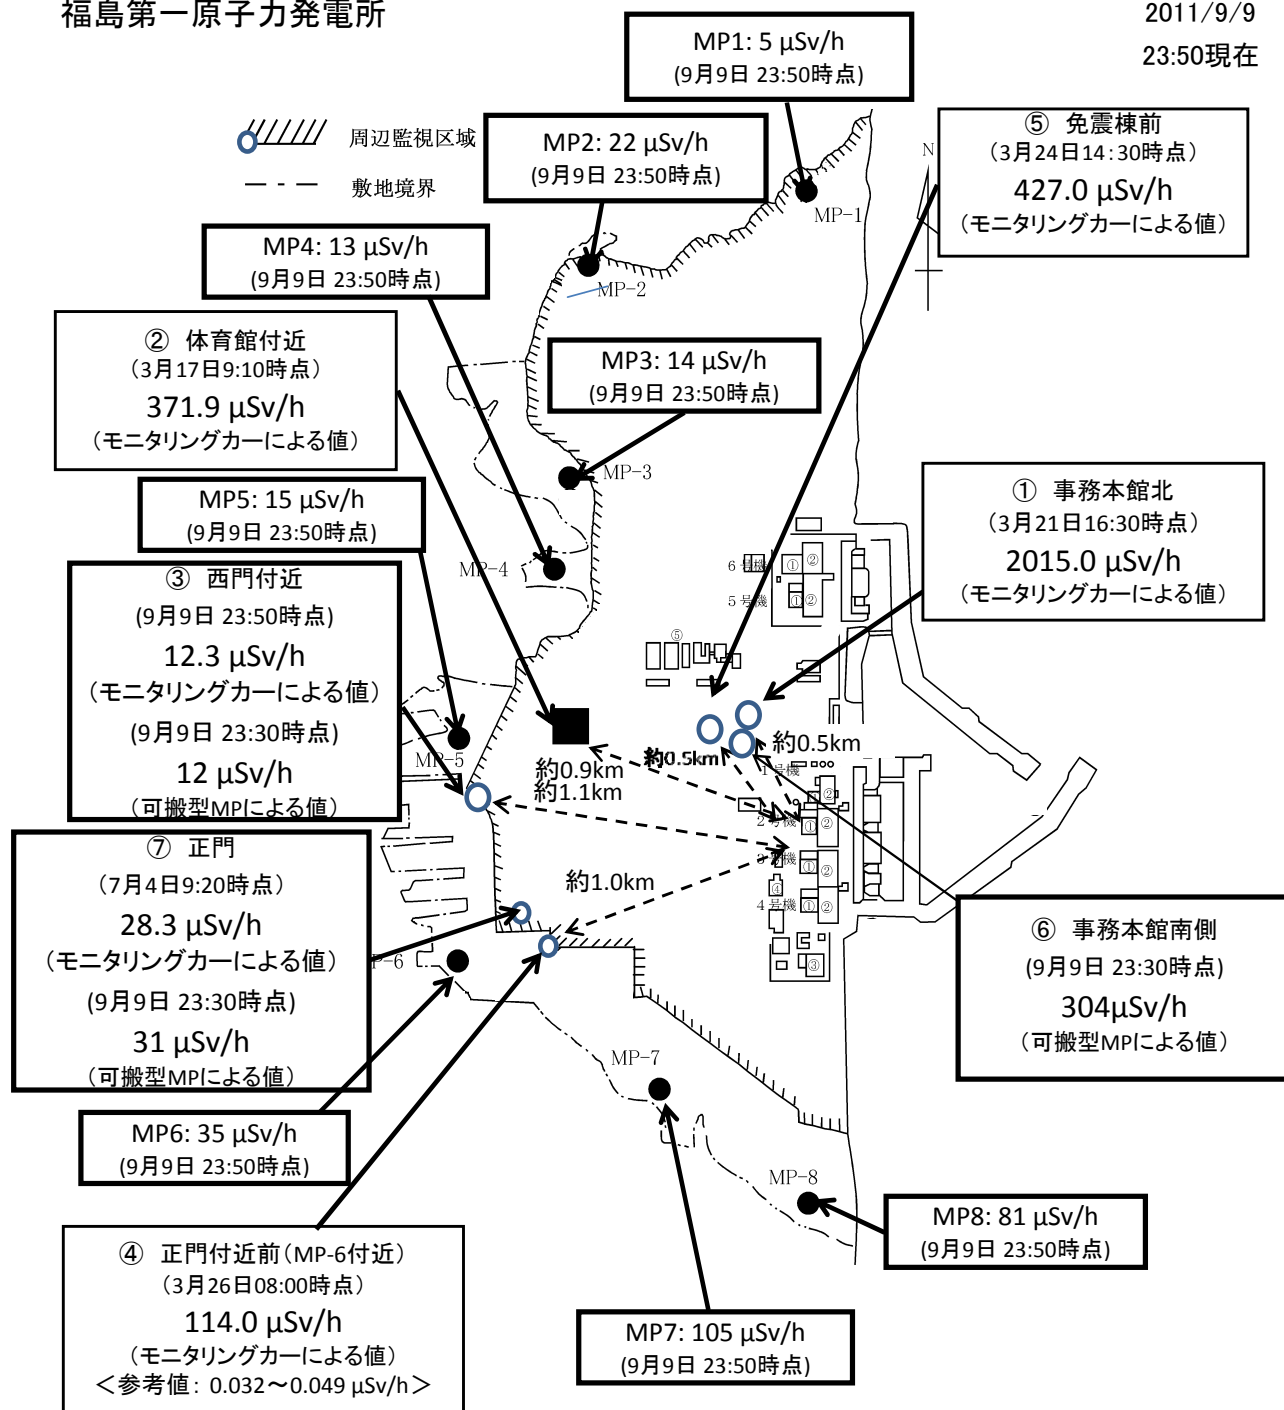 福島第一原子力発電所
2011/9/9
23:50現在
MP1: 5 μSv/h
(9月9日 23:50時点)
周辺監視区域
敷地境界
MP2: 22 μSv/h
(9月9日 23:50時点)
⑤ 免震棟前
(3月24日14:30時点)
427.0 μSv/h
(モニタリングカーによる値)
N
MP-1
MP4: 13 μSv/h
(9月9日 23:50時点)
MP-2
② 体育館付近
(3月17日9:10時点)
371.9 μSv/h
(モニタリングカーによる値)
MP3: 14 μSv/h
(9月9日 23:50時点)
MP-3
MP5: 15 μSv/h
(9月9日 23:50時点)
① 事務本館北
(3月21日16:30時点)
2015.0 μSv/h
(モニタリングカーによる値)
MP-4
6号機
① ②
5号機
① ②
⑤
③ 西門付近
(9月9日 23:50時点)
12.3 μSv/h
(モニタリングカーによる値)
(9月9日 23:30時点)
12 μSv/h
(可搬型MPによる値)
MP-5
約0.9km
約1.1km
約0.5km
約0.5km
1号機
②
2号機
① ②
3号機
① ②
④
4号機
① ②
③
約1.0km
⑦ 正門
(7月4日9:20時点)
28.3 μSv/h
(モニタリングカーによる値)
(9月9日 23:30時点)
31 μSv/h
(可搬型MPによる値)
P-6
⑥ 事務本館南側
(9月9日 23:30時点)
304μSv/h
(可搬型MPによる値)
MP-7
MP6: 35 μSv/h
(9月9日 23:50時点)
MP-8
MP8: 81 μSv/h
(9月9日 23:50時点)
④ 正門付近前(MP-6付近)
(3月26日08:00時点)
114.0 μSv/h
(モニタリングカーによる値)
<参考値: 0.032～0.049 μSv/h>
MP7: 105 μSv/h
(9月9日 23:50時点)